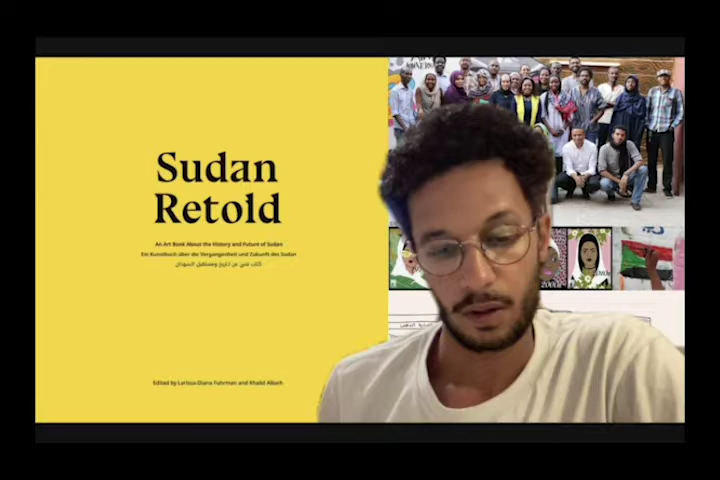 Sudan
Retold
An Art Book About the History and Future of Sudan
Ein Kunstbuch über die Vergangenheit und Zukunft des Sudan
كتاب فني عن تاريخ ومستقبل السودان
Edited by Larissa-Diana Fuhrman and Khalid Albaih